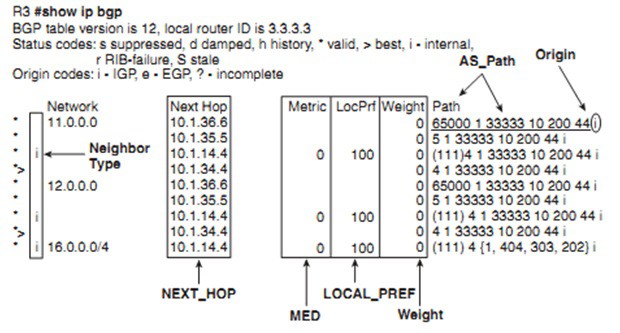 R3 #show ip bgp
BGP table version is 12, local router ID is 3.3.3.3
Status codes: s suppressed, d damped, h history, * valid, > best, i - internal,
r RIB-failure, S stale
Origin codes: i - IGP, e - EGP, ? - incomplete
AS_Path
Origin
Network Next Hop Metric LocPrf Weight Path
* 11.0.0.0 10.1.36.6 0 65000 1 33333 10 200 44 i
* 10.1.35.5 0 5 1 33333 10 200 44 i
* i 10.1.14.4 0 100 0 (111)4 1 33333 10 200 44 i
*> 10.1.34.4 0 4 1 33333 10 200 44 i
* 12.0.0.0 10.1.36.6 0 65000 1 33333 10 200 44 i
* 10.1.35.5 0 5 1 33333 10 200 44 i
* i 10.1.14.4 0 100 0 (111) 4 1 33333 10 200 44 i
*> 10.1.34.4 0 4 1 33333 10 200 44 i
* i 16.0.0.0/4 10.1.14.4 0 100 0 (111) 4 {1, 404, 303, 202} i
Neighbor
Type
NEXT_HOP
MED
LOCAL_PREF
Weight